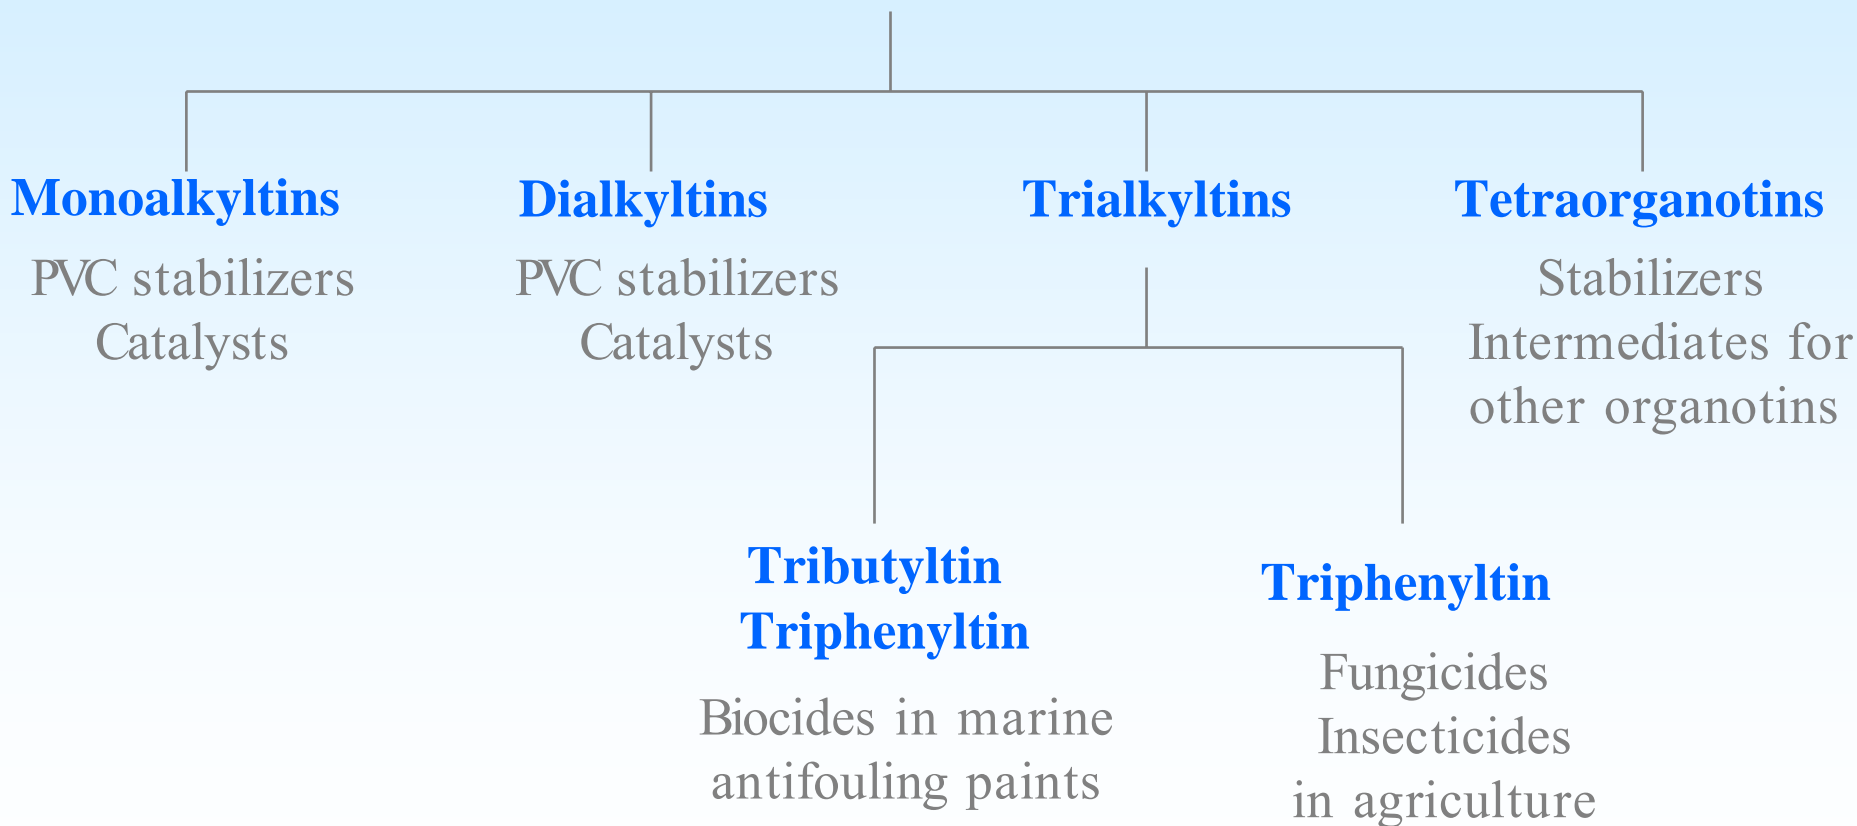 Monoalkyltins
PVC stabilizers
Catalysts
Dialkyltins
PVC stabilizers
Catalysts
Trialkyltins
Tetraorganotins
Stabilizers
Intermediates for
other organotins
Tributyltin
Triphenyltin
Biocides in marine
antifouling paints
Triphenyltin
Fungicides
Insecticides
in agriculture